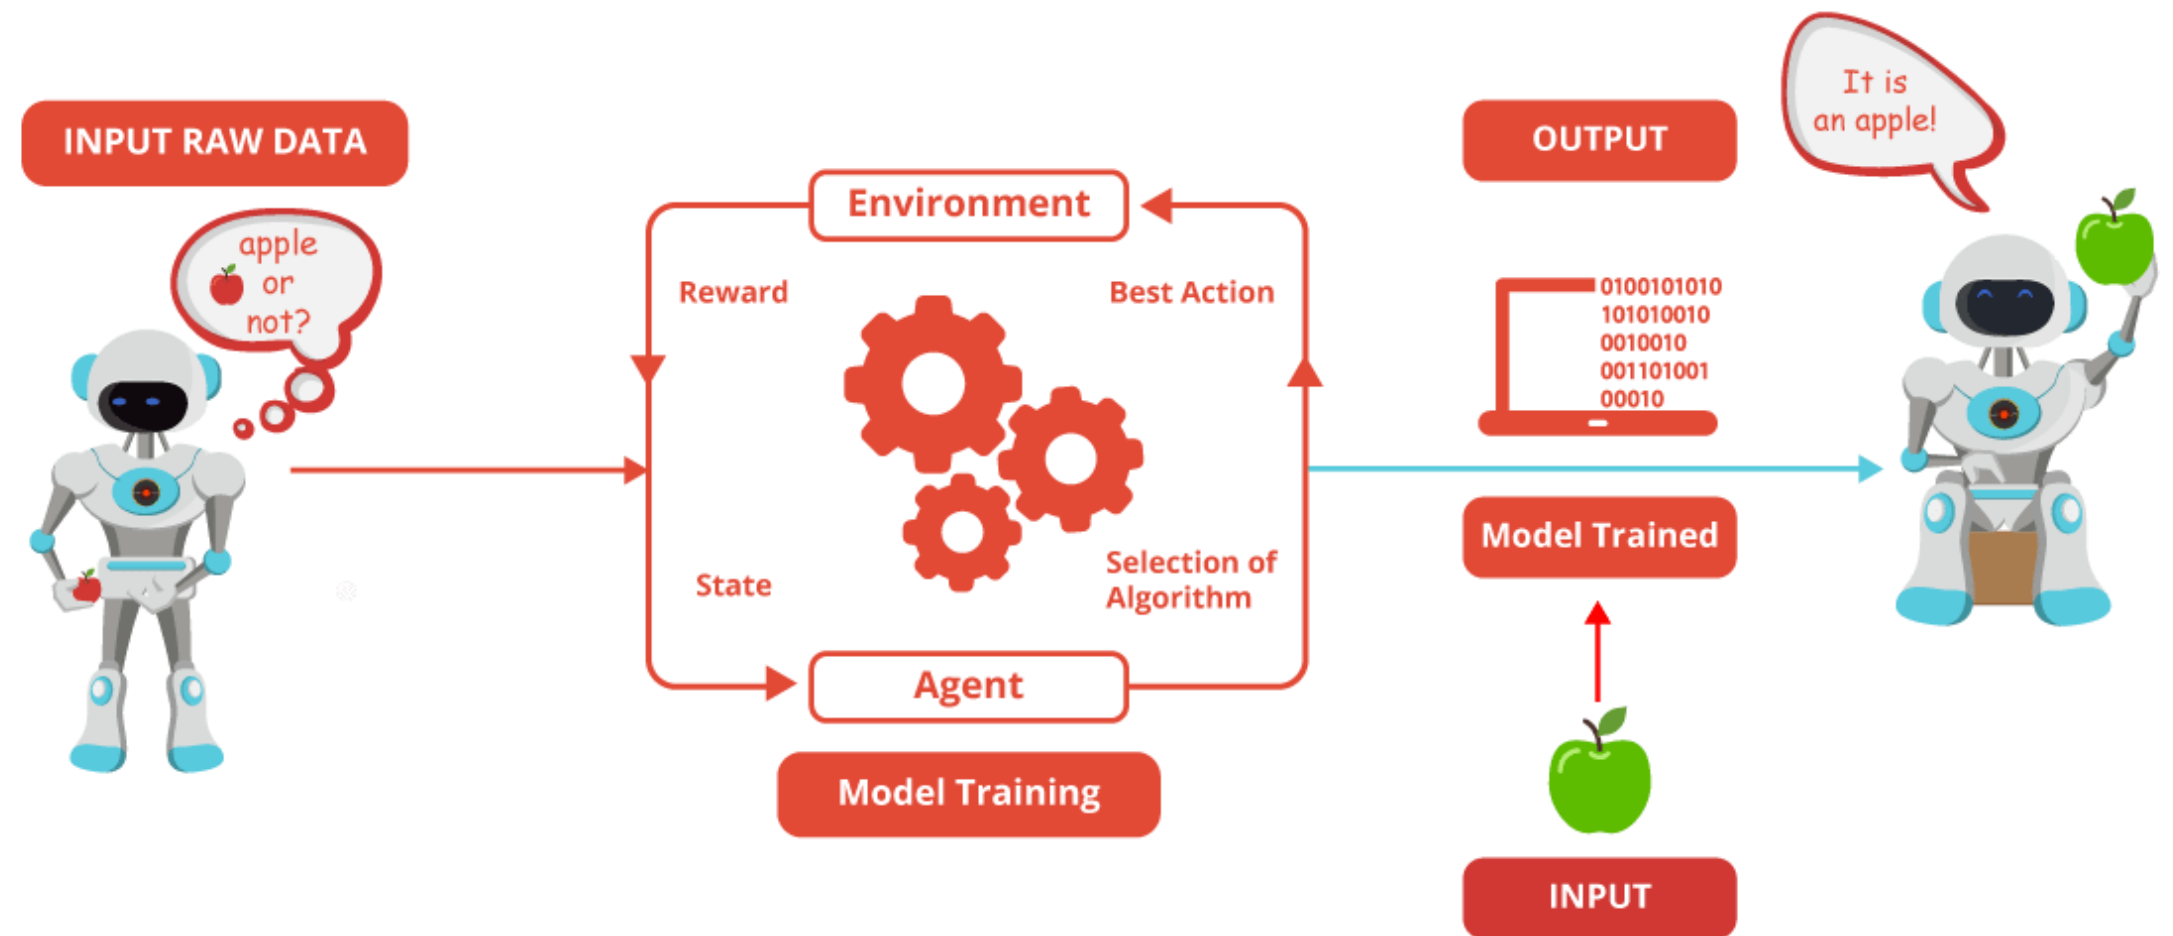 INPUT RAW DATA
apple
or
not?
Environment
Reward
Best Action
State
Selection of
Algorithm
Agent
Model Training
OUTPUT
0100101010
101010010
0010010
001101001
00010
Model Trained
INPUT
It is
an apple!